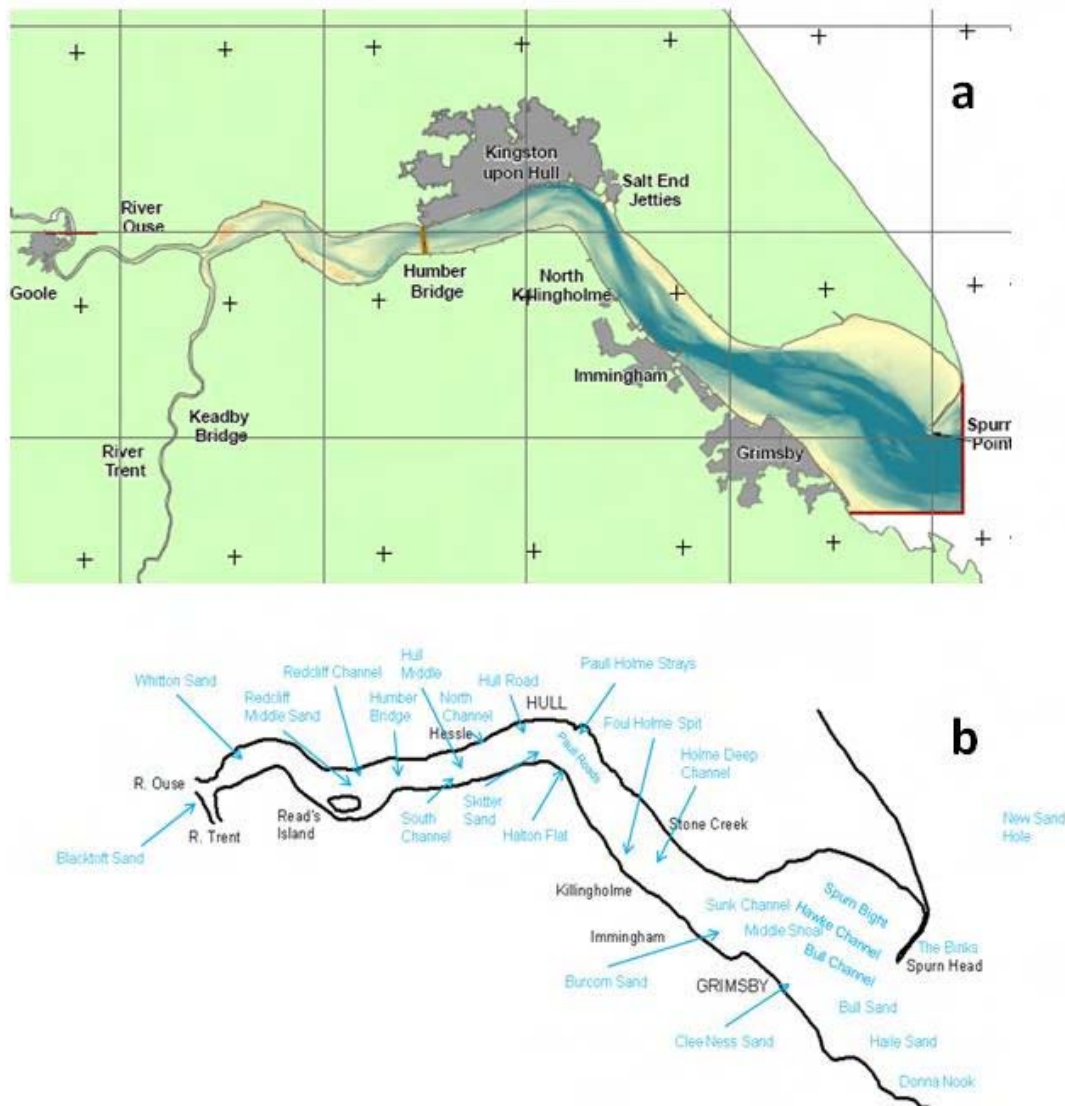 a
Kingston
upon Hull
Salt End
Jetties
River
Ouse
Goole
Humber
Bridge
North
Killingholme
Immingham
Keadby
Bridge
River
Trent
Grimsby
Spurn
Point
b
Whitton Sand
Redcliff Channel
Redcliff
Middle Sand
Humber
Bridge
Hull
Middle
North
Channel
Hessle
Hull Road
HULL
Paull Holme Strays
Foul Holme Spit
Paull Roads
Holme Deep
Channel
R. Ouse
R. Trent
Read's
Island
South
Channel
Skitter
Sand
Halton Flat
Stone Creek
New Sand
Hole
Blacktoft Sand
Killingholme
Sunk Channel
Spurn Bight
Hawke Channel
Middle Shoal
Bull Channel
Immingham
The Binks
Spurn Head
Burcom Sand
GRIMSBY
Bull Sand
Clee Ness Sand
Haile Sand
Donna Nook